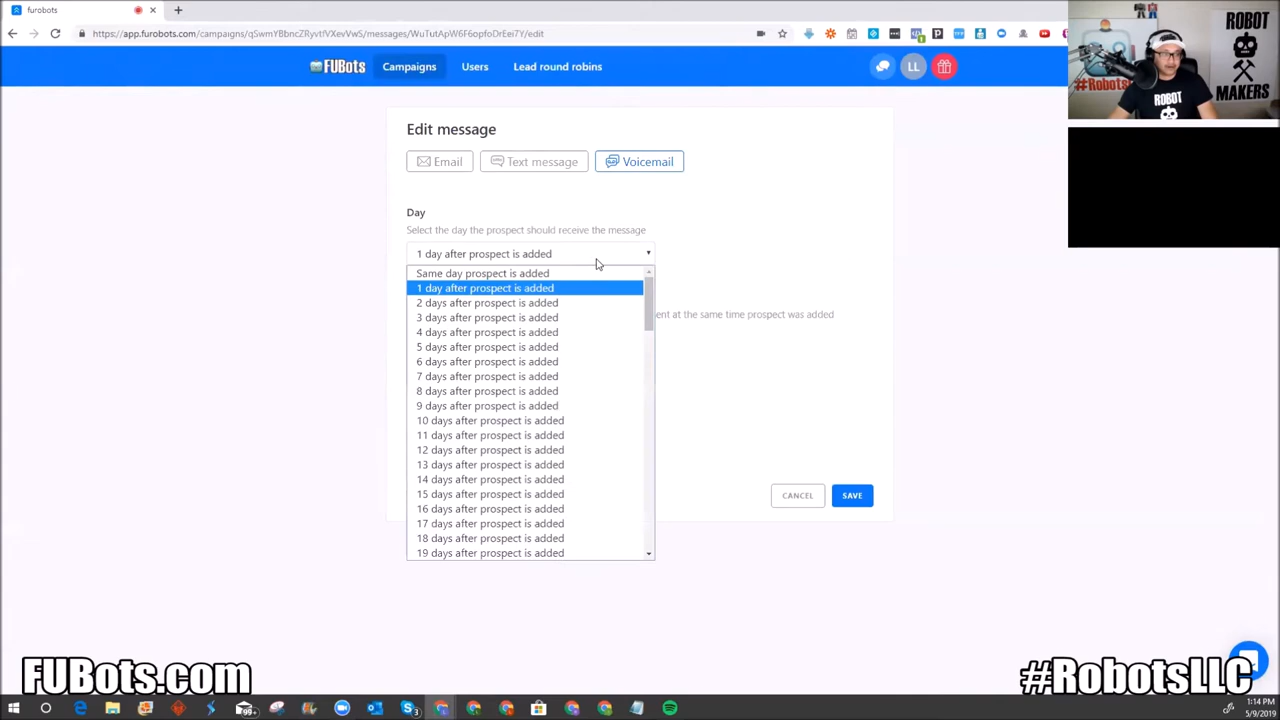 furobots
https://app.furobots.com/campaigns/qSwmYBbncZRyvtfVXevVwS/messages/WuTutApW6F6opfoDrEei7Y/edit
FUBots
Campaigns
Users
Lead round robins
LL
ROBOT
MAKERS
ROBOT
Edit message
Email
Text message
Voicemail
Day
Select the day the prospect should receive the message
1 day after prospect is added
Same day prospect is added
1 day after prospect is added
2 days after prospect is added
3 days after prospect is added
ent at the same time prospect was added
4 days after prospect is added
5 days after prospect is added
6 days after prospect is added
7 days after prospect is added
8 days after prospect is added
9 days after prospect is added
10 days after prospect is added
11 days after prospect is added
12 days after prospect is added
13 days after prospect is added
14 days after prospect is added
15 days after prospect is added
16 days after prospect is added
17 days after prospect is added
18 days after prospect is added
19 days after prospect is added
CANCEL
SAVE
FUBots.com
#RobotsLLC
99+
1:14 PM
5/9/2019